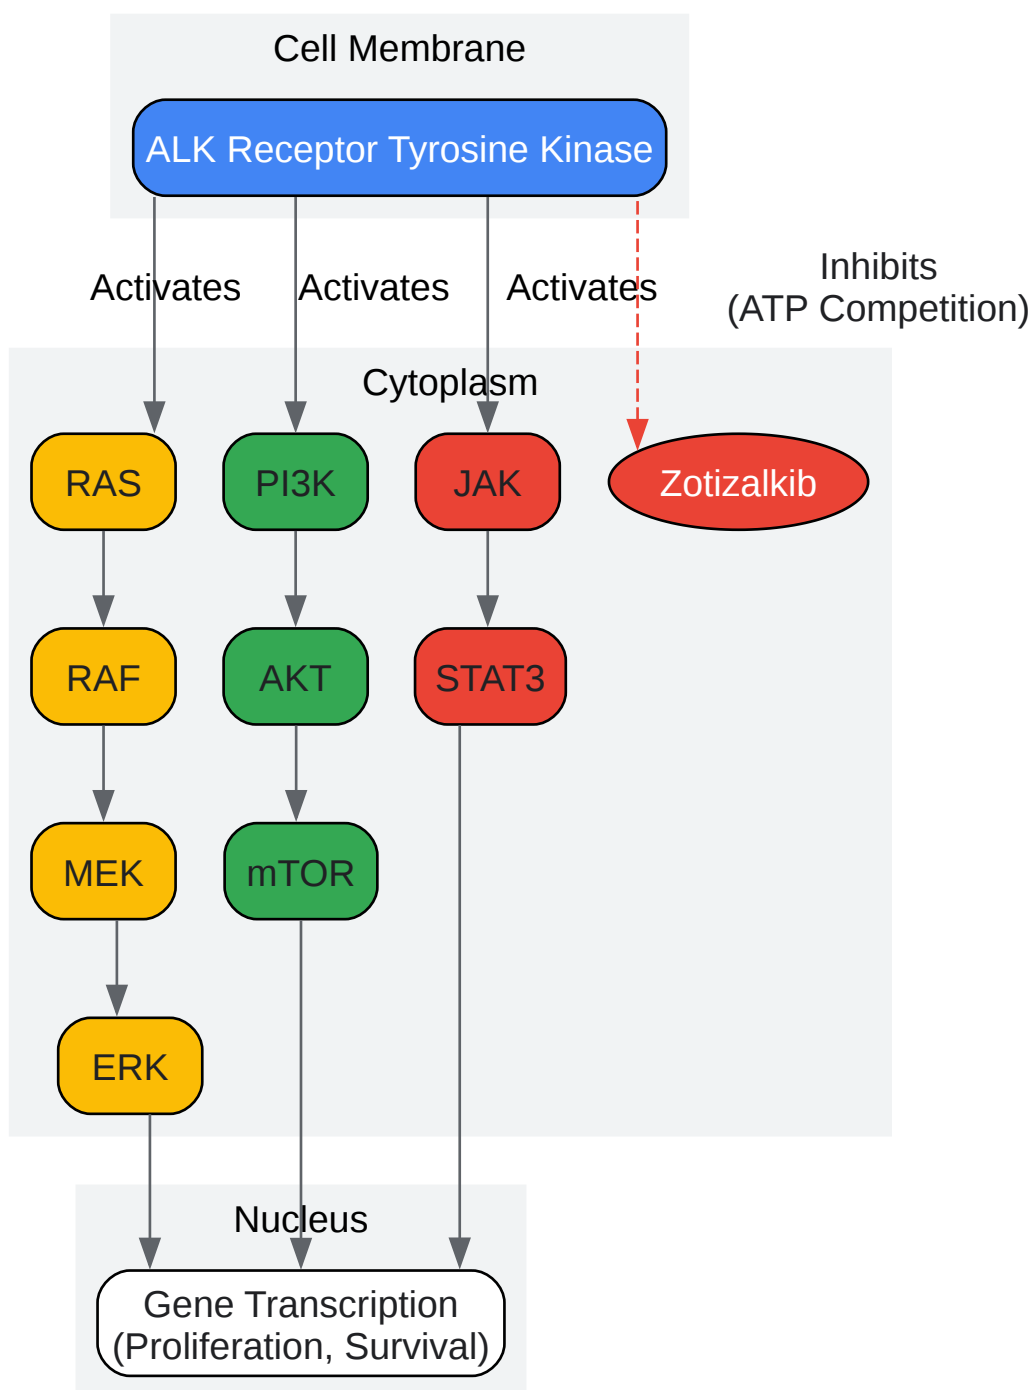 Cell Membrane
ALK Receptor Tyrosine Kinase
Activates
Activates
Activates
Inhibits
(ATP Competition)
Cytoplasm
RAS
PI3K
JAK
Zotizalkib
RAF
AKT
STAT3
MEK
mTOR
ERK
Nucleus
Gene Transcription
(Proliferation, Survival)